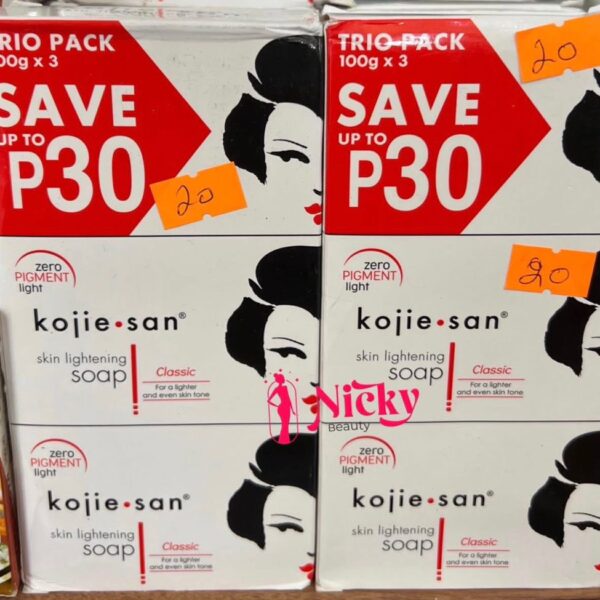 TRIO PACK
100g x 3
SAVE
UP TO
P30
20
zero
PIGMENT
light
kojie•san®
skin lightening
soap
Classic
For a lighter
and even skin tone
zero
PIGMENT
light
kojie•san®
skin lightening
soap
Classic
For a lighter
and even skin tone
TRIO PACK
100g x 3
SAVE
UP TO
P30
20
20
zero
PIGMENT
light
kojie•san®
skin lightening
soap
Classic
For a lighter
and even skin tone
zero
PIGMENT
light
kojie•san®
skin lightening
soap
Classic
For a lighter
and even skin tone
Nicky
Beauty